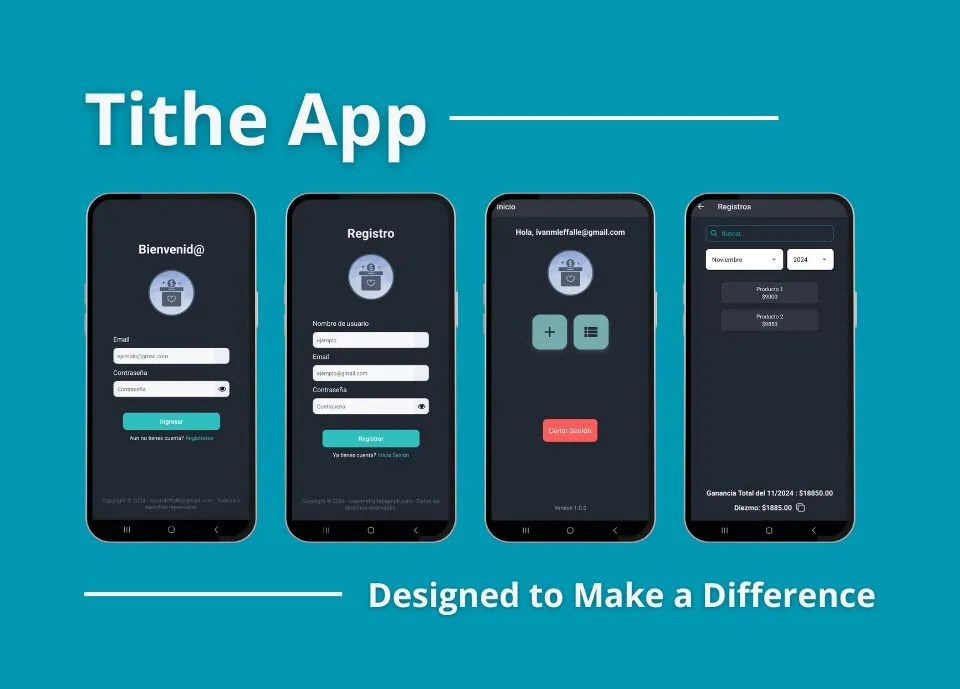 Tithe App
Bienvenid@
Email
ejemplo@gmail.com
Contraseña
Contraseña
Ingresar
Aun no tienes cuenta? Registrarse
Copyright © 2024 - ivanmleffalle@gmail.com - Todos los
derechos reservados.
Registro
Nombre de usuario
ejemplo
Email
ejemplo@gmail.com
Contraseña
Contraseña
Registrar
Ya tienes cuenta? Inicia Sesión
Copyright © 2024 - ivanmleffalle@gmail.com - Todos los
derechos reservados.
Inicio
Hola, ivanmleffalle@gmail.com
Cerrar Sesión
Version 1.0.0
Registros
Buscar..
Noviembre
2024
Producto 1
Producto 2
$9850
Ganancia Total del 11/2024 : $18850.00
Diezmo: $1885.00
Designed to Make a Difference